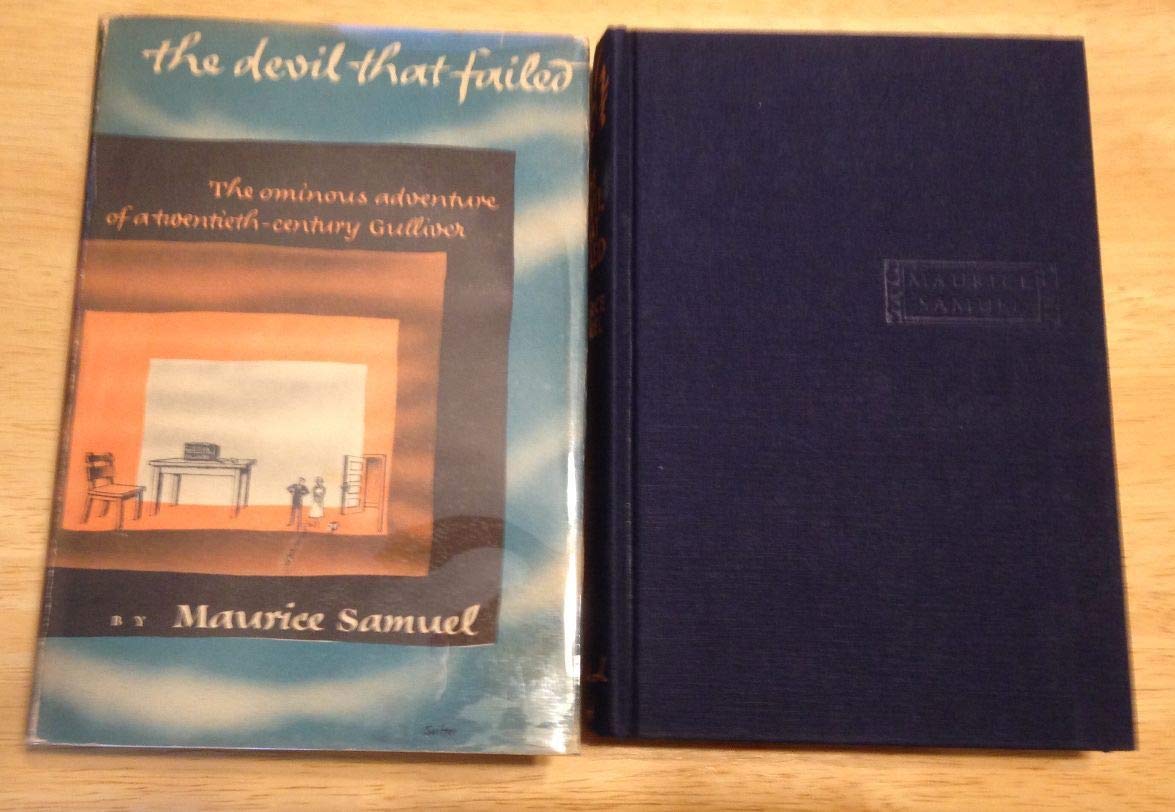 the devil that failed
The ominous adventure
of a twentieth-century Gulliver
BY Maurice Samuel
MAURICE
SAMUEL